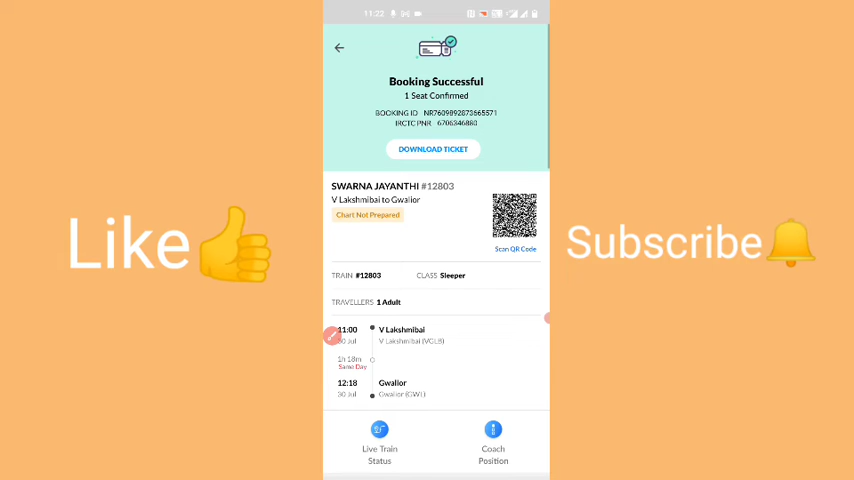 11:22
Booking Successful
1 Seat Confirmed
BOOKING ID NR7609892873665571
IRCTC PNR 6706346880
DOWNLOAD TICKET
SWARNA JAYANTHI #12803
V Lakshmibai to Gwalior
Chart Not Prepared
Scan QR Code
TRAIN #12803 CLASS Sleeper
TRAVELLERS 1 Adult
11:00 V Lakshmibai
30 Jul V Lakshmibai (VGLB)
1h 18m
Same Day
12:18 Gwalior
30 Jul Gwalior (GWL)
Live Train
Status
Coach
Position
Like
Subscribe